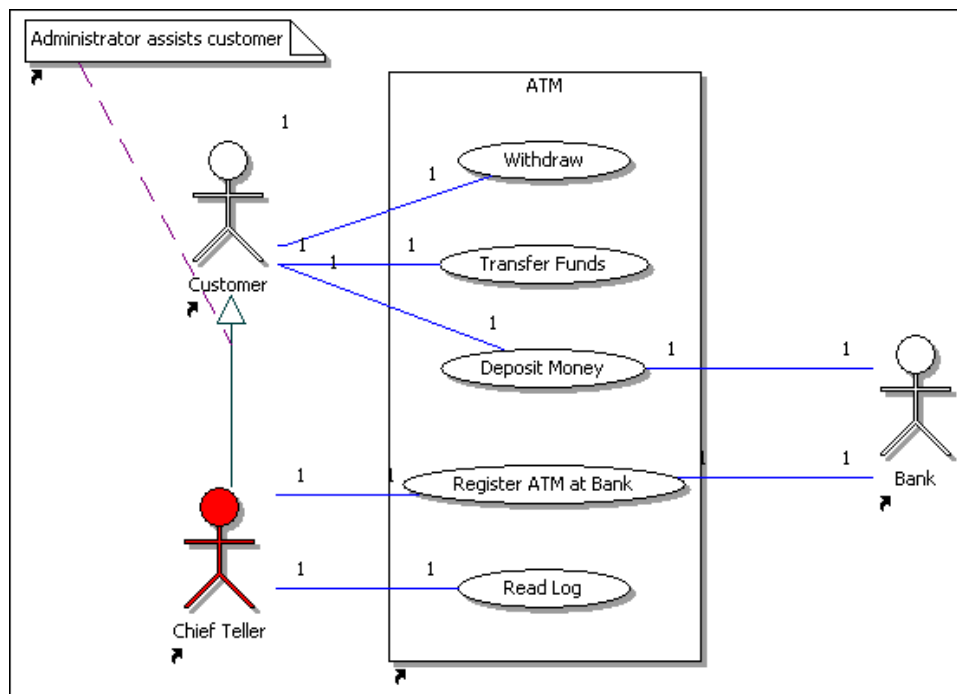 Administrator assists customer
ATM
1
Withdraw
1
1
1
1
Transfer Funds
Customer
1
Deposit Money
1
1
1
1
Register ATM at Bank
1
1
Bank
1
1
Read Log
Chief Teller